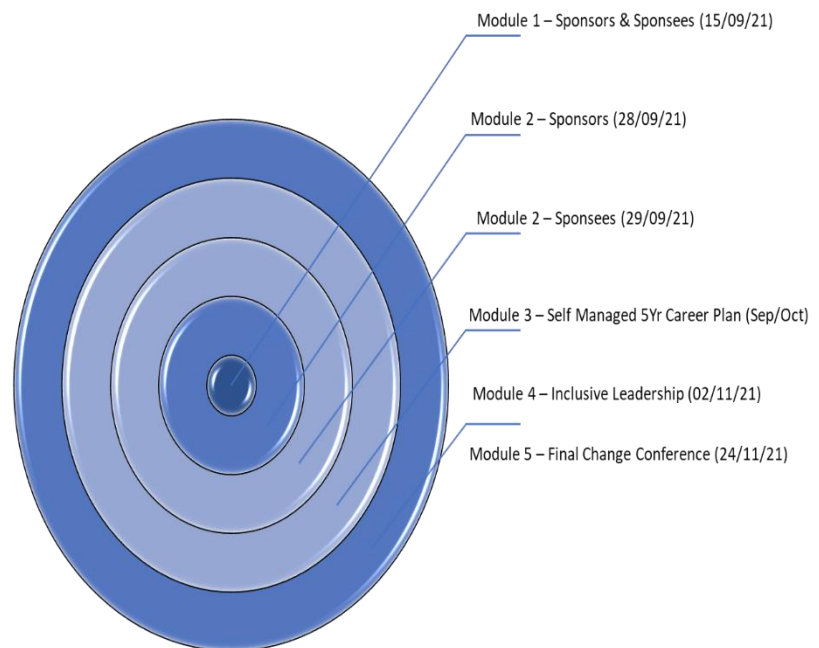 Module 1 – Sponsors & Sponsees (15/09/21)
Module 2 – Sponsors (28/09/21)
Module 2 – Sponsees (29/09/21)
Module 3 – Self Managed 5Yr Career Plan (Sep/Oct)
Module 4 – Inclusive Leadership (02/11/21)
Module 5 – Final Change Conference (24/11/21)